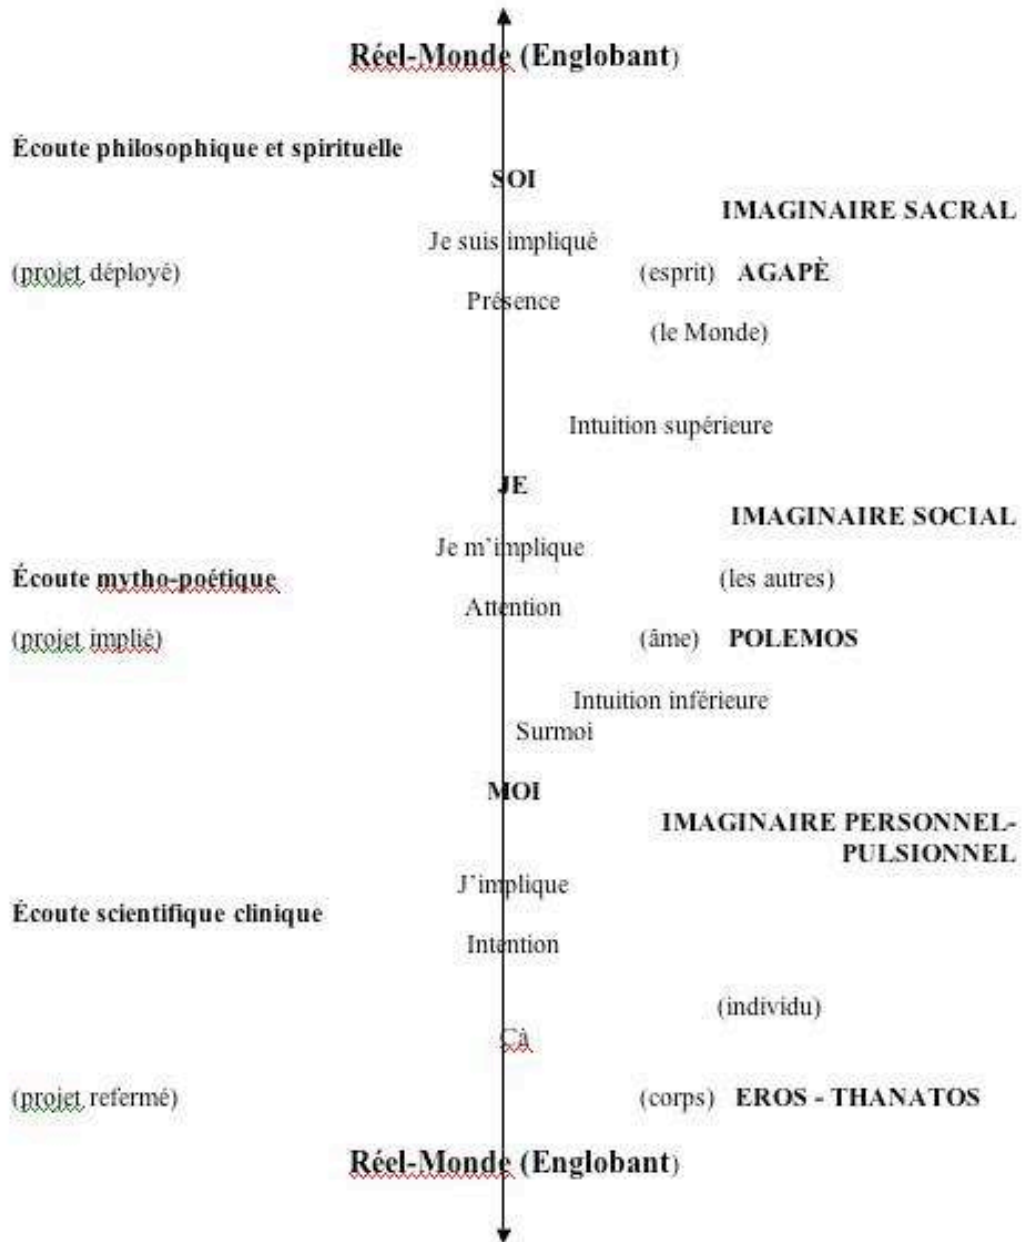 Réel-Monde (Englobant)
Écoute philosophique et spirituelle
SOI
IMAGINAIRE SACRAL
Je suis impliqué
(projet déployé) (esprit) AGAPÈ
Présence
(le Monde)
Intuition supérieure
JE
IMAGINAIRE SOCIAL
Je m’implique
Écoute mytho-poétique (les autres)
Attention
(projet implié) (âme) POLEMOS
Intuition inférieure
Surmoi
MOI
IMAGINAIRE PERSONNEL-
PULSIONNEL
J’implique
Écoute scientifique clinique
Intention
(individu)
Çà
(projet refermé) (corps) EROS - THANATOS
Réel-Monde (Englobant)